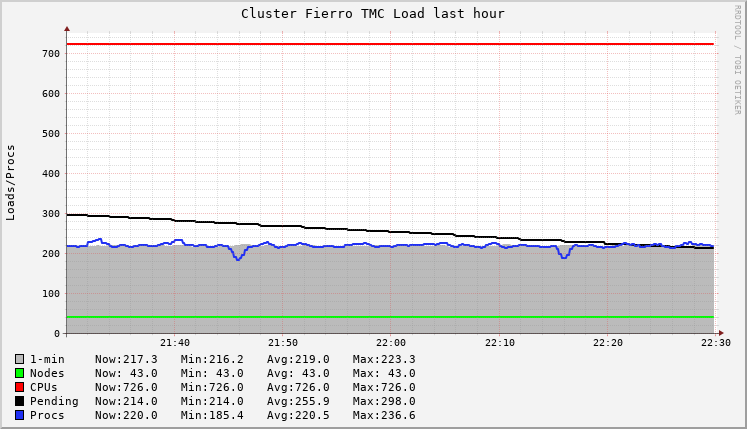 Cluster Fierro TMC Load last hour
RRDTOOL / TOBI OETIKER
Loads/Procs
700
600
500
400
300
200
100
0
21:40 21:50 22:00 22:10 22:20 22:30
1-min Now:217.3 Min:216.2 Avg:219.0 Max:223.3
Nodes Now: 43.0 Min: 43.0 Avg: 43.0 Max: 43.0
CPUs Now:726.0 Min:726.0 Avg:726.0 Max:726.0
Pending Now:214.0 Min:214.0 Avg:255.9 Max:298.0
Procs Now:220.0 Min:185.4 Avg:220.5 Max:236.6